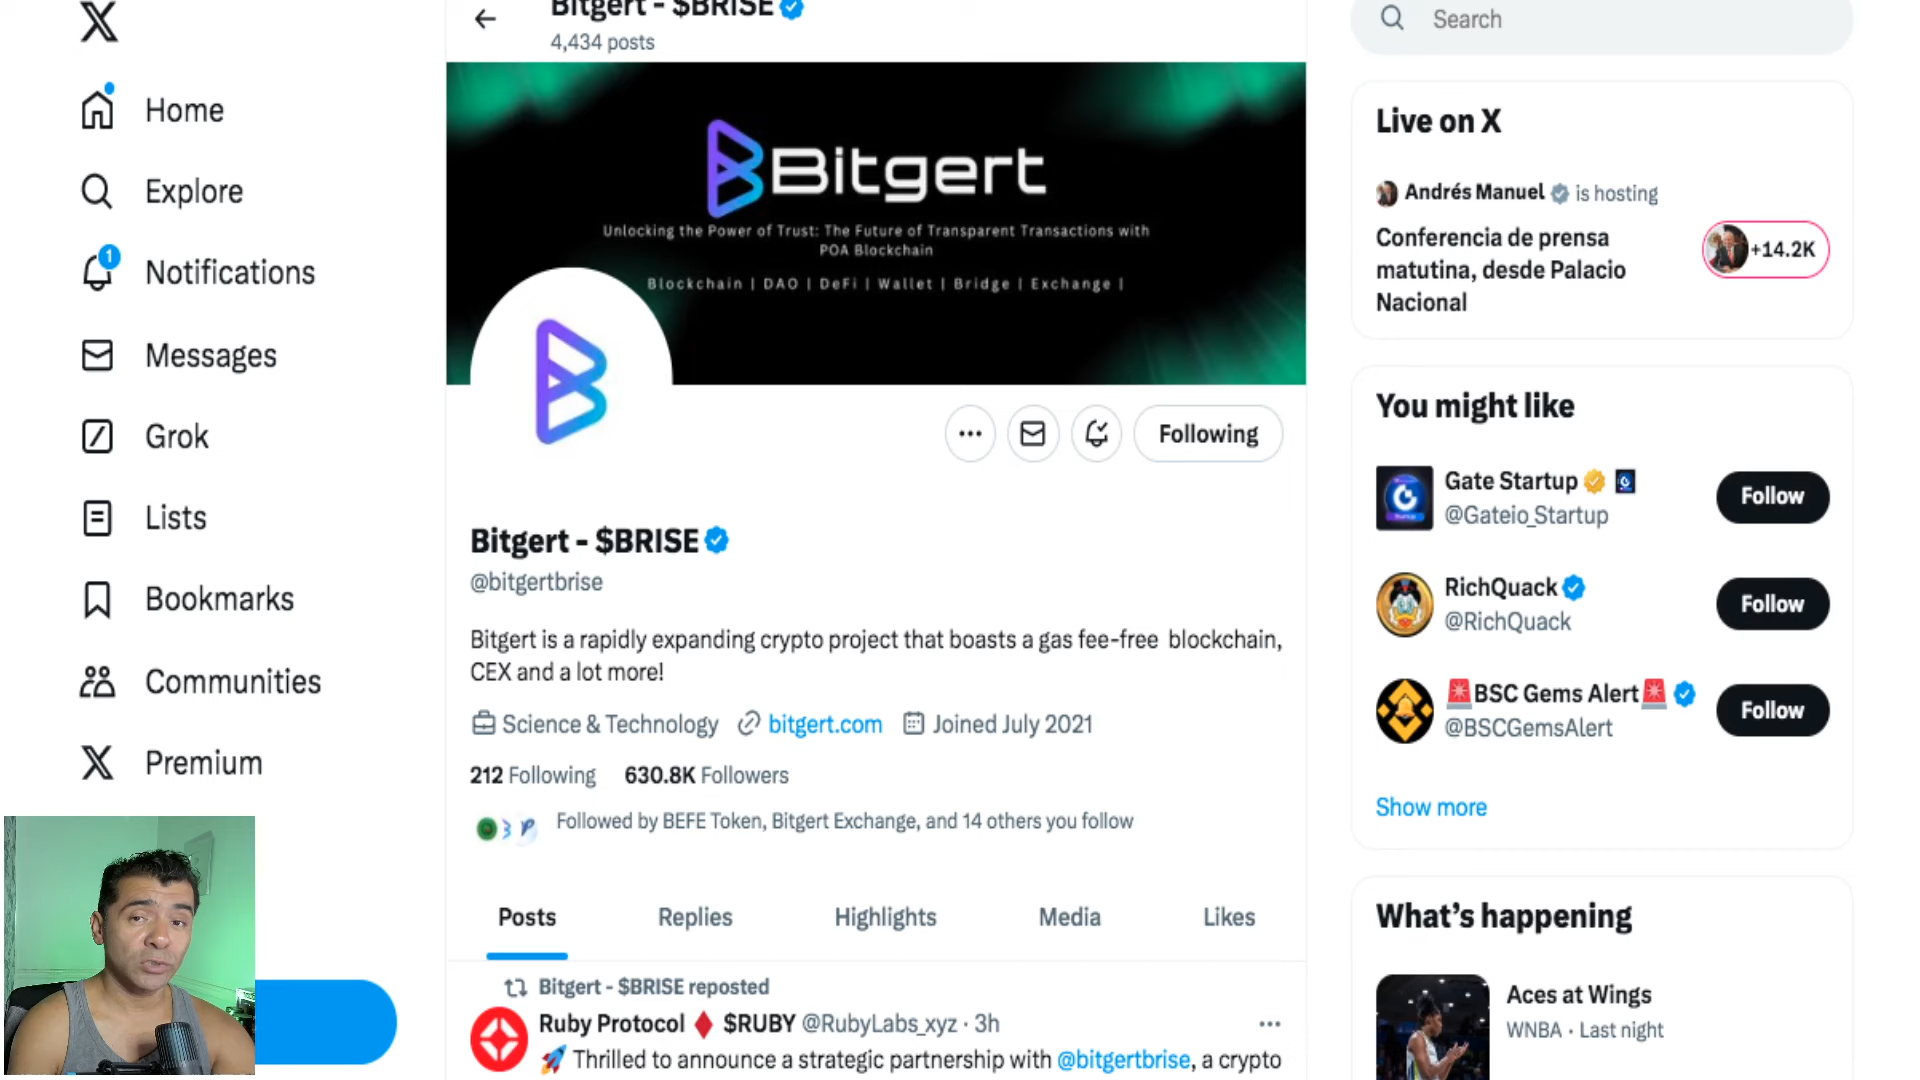 Home
Explore
1
Notifications
Messages
Grok
Lists
Bookmarks
Communities
Premium
Bitgert - $BRISE
4,434 posts
Bitgert
Unlocking the Power of Trust: The Future of Transparent Transactions with
POA Blockchain
Blockchain | DAO | DeFi | Wallet | Bridge | Exchange |
Following
Bitgert - $BRISE
@bitgertbrise
Bitgert is a rapidly expanding crypto project that boasts a gas fee-free blockchain,
CEX and a lot more!
Science & Technology bitgert.com Joined July 2021
212 Following 630.8K Followers
Followed by BEFE Token, Bitgert Exchange, and 14 others you follow
Posts Replies Highlights Media Likes
Bitgert - $BRISE reposted
Ruby Protocol ♦ $RUBY @RubyLabs_xyz · 3h
🚀 Thrilled to announce a strategic partnership with @bitgertbrise, a crypto
Search
Live on X
Andrés Manuel is hosting
Conferencia de prensa
matutina, desde Palacio
Nacional
+14.2K
You might like
Gate Startup
@Gateio_Startup
Follow
RichQuack
@RichQuack
Follow
🚨BSC Gems Alert🚨
@BSCGemsAlert
Follow
Show more
What's happening
Aces at Wings
WNBA · Last night